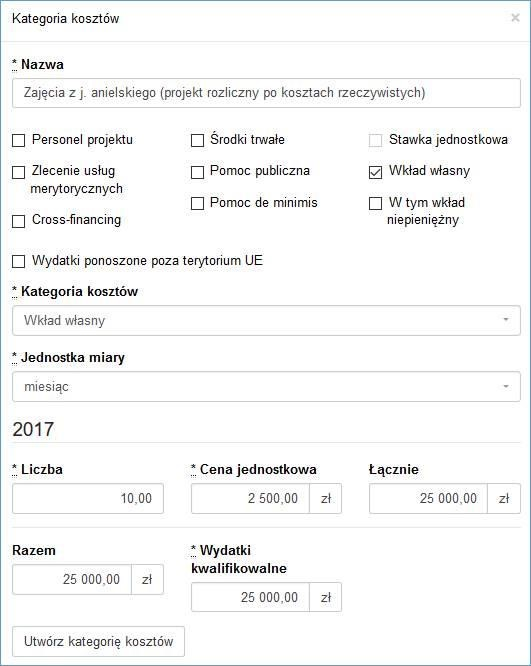 Kategoria kosztów ×
* Nazwa
Zajęcia z j. anielskiego (projekt rozliczny po kosztach rzeczywistych)
Personel projektu
Środki trwałe
Stawka jednostkowa
Zlecenie usług
merytorycznych
Pomoc publiczna
Wkład własny
Cross-financing
Pomoc de minimis
W tym wkład
niepieniężny
Wydatki ponoszone poza terytorium UE
* Kategoria kosztów
Wkład własny
* Jednostka miary
miesiąc
2017
* Liczba
* Cena jednostkowa
Łącznie
10,00
2 500,00 zł
25 000,00 zł
Razem
* Wydatki
kwalifikowalne
25 000,00 zł
25 000,00 zł
Utwórz kategorię kosztów